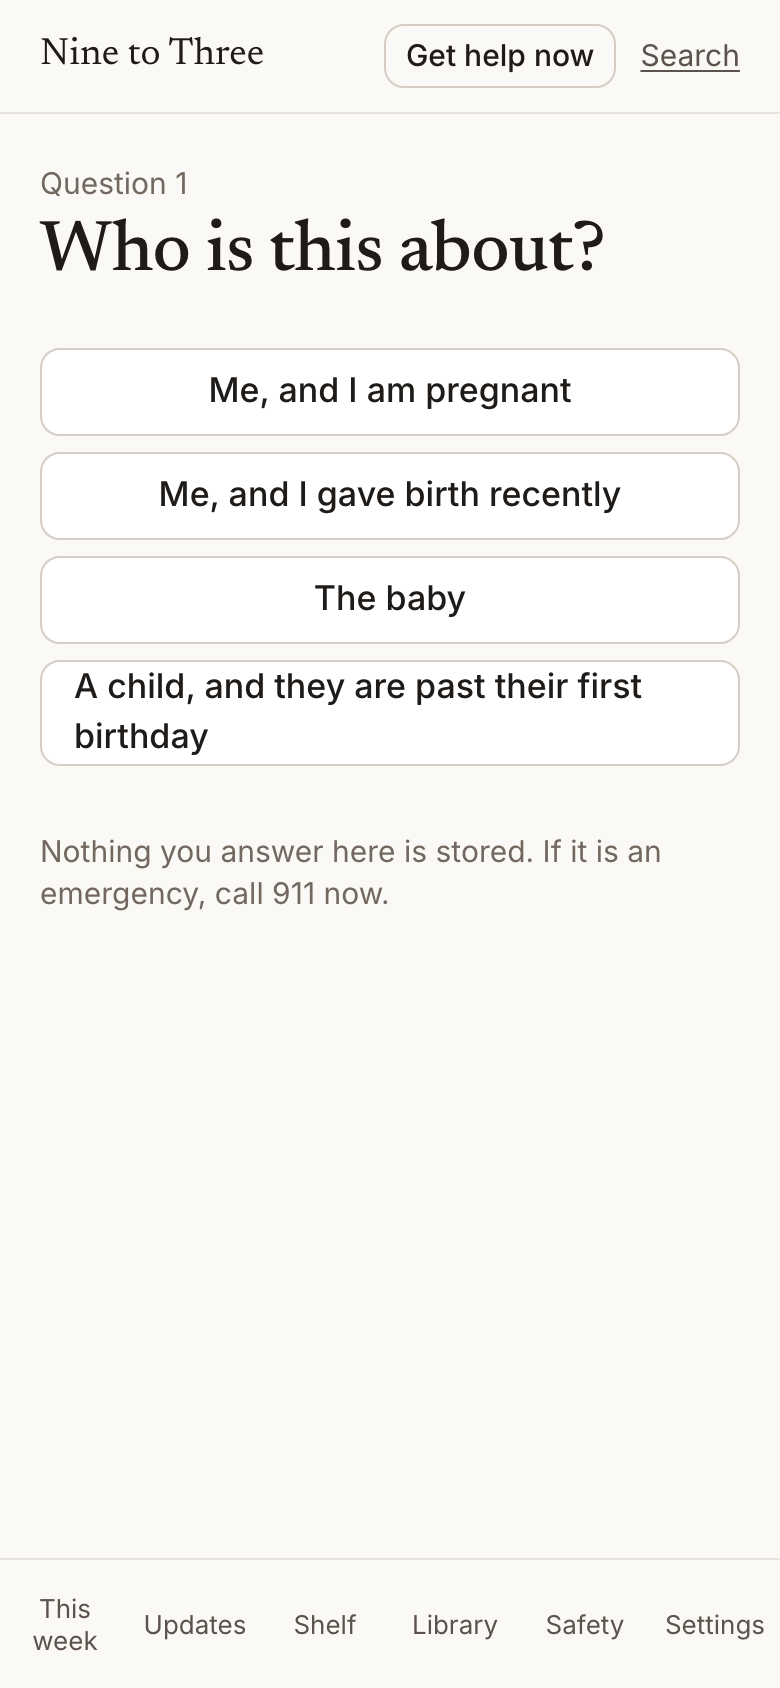 Nine to Three
Get help now
Search
Question 1
Who is this about?
Me, and I am pregnant
Me, and I gave birth recently
The baby
A child, and they are past their first
birthday
Nothing you answer here is stored. If it is an
emergency, call 911 now.
This
week
Updates
Shelf
Library
Safety
Settings